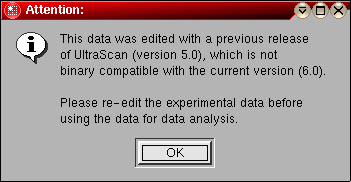 Attention:
This data was edited with a previous release
of UltraScan (version 5.0), which is not
binary compatible with the current version (6.0).
Please re-edit the experimental data before
using the data for data analysis.
OK